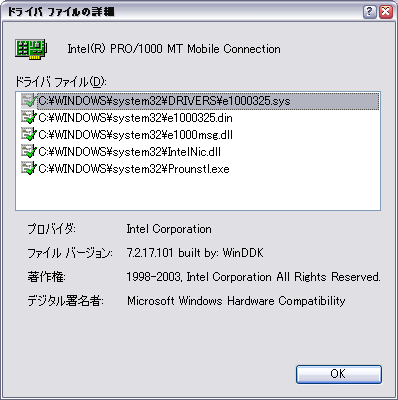 ドライバ ファイルの詳細
Intel(R) PRO/1000 MT Mobile Connection
ドライバ ファイル(D):
C:¥WINDOWS¥system32¥DRIVERS¥e1000325.sys
C:¥WINDOWS¥system32¥e1000325.din
C:¥WINDOWS¥system32¥e1000msg.dll
C:¥WINDOWS¥system32¥IntelNic.dll
C:¥WINDOWS¥system32¥Prounstl.exe
プロバイダ: Intel Corporation
ファイル バージョン: 7.2.17.101 built by: WinDDK
著作権: 1998-2003, Intel Corporation All Rights Reserved.
デジタル署名者: Microsoft Windows Hardware Compatibility
OK